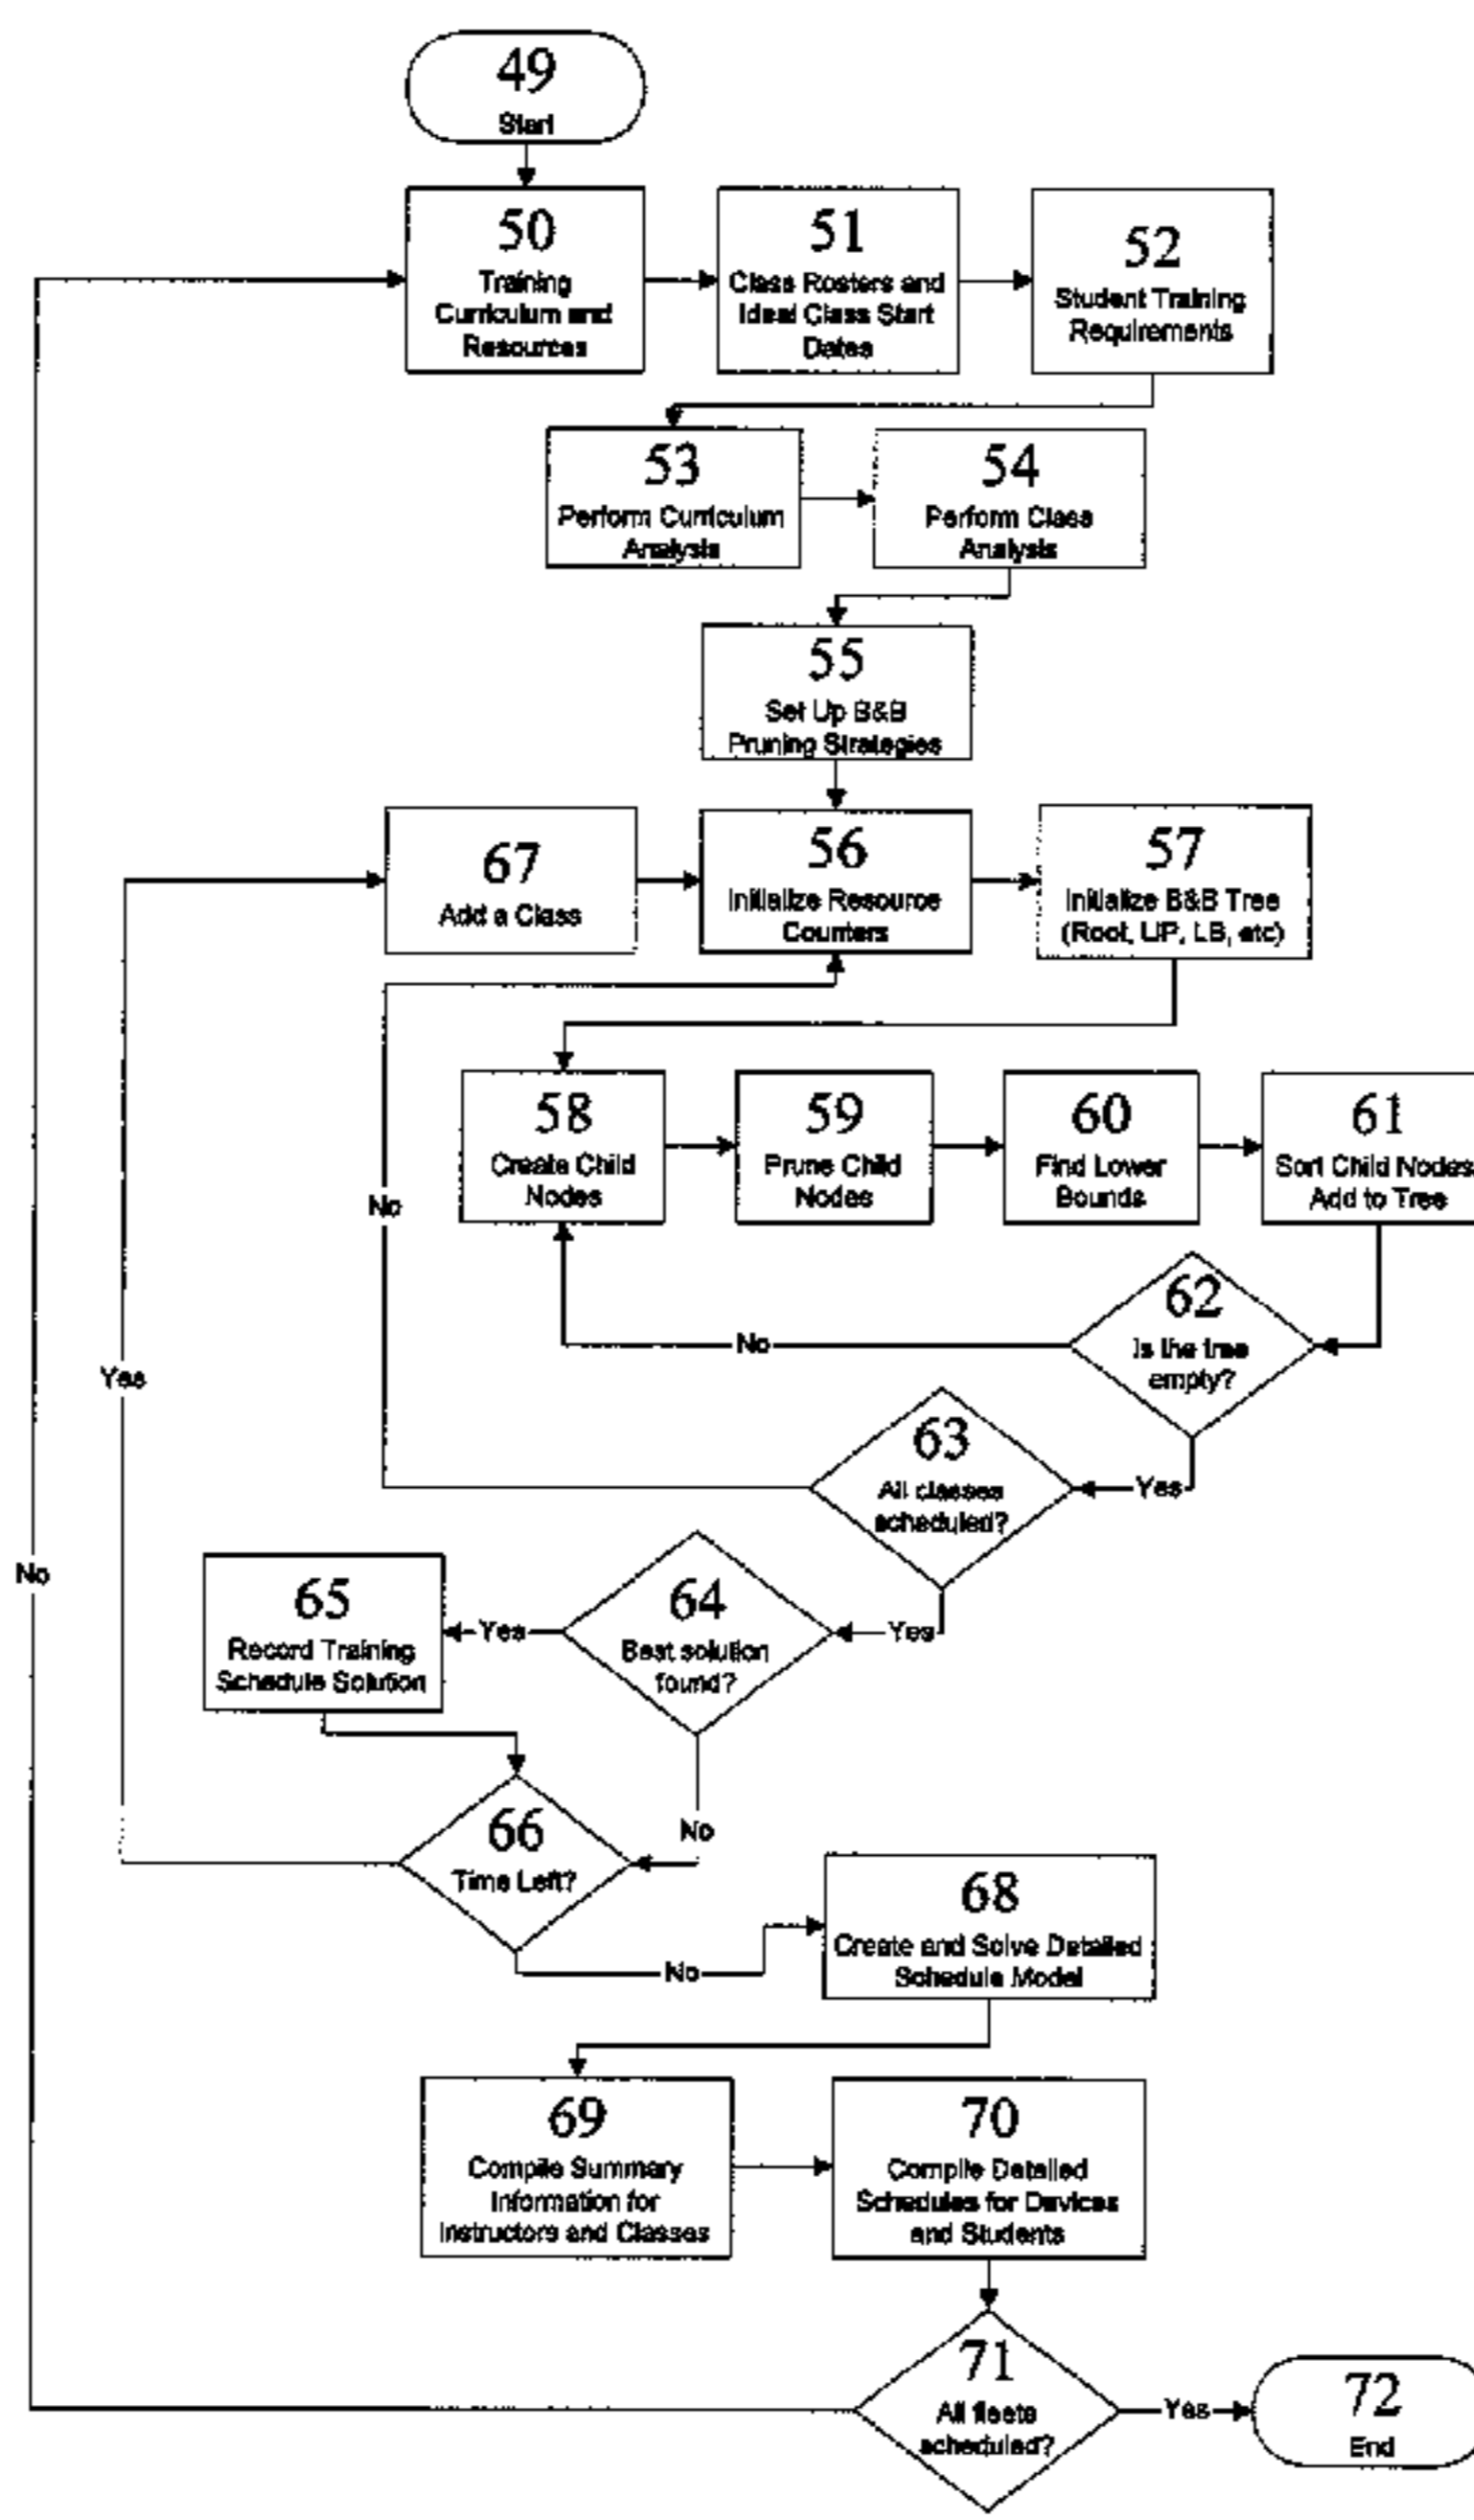 49
Start
50
Training
Curriculum and
Resources
51
Class Rosters and
Ideal Class Start
Dates
52
Student Training
Requirements
53
Perform Curriculum
Analysis
54
Perform Class
Analysis
55
Set Up B&B
Pruning Strategies
67
Add a Class
56
Initialize Resource
Counters
57
Initialize B&B Tree
(Root, UP, LB, etc)
58
Create Child
Nodes
59
Prune Child
Nodes
60
Find Lower
Bounds
61
Sort Child Nodes
Add to Tree
No
62
Is the tree
empty?
No
Yes
63
All classes
scheduled?
Yes
No
65
Record Training
Schedule Solution
Yes
64
Best solution
found?
Yes
66
Time Left?
No
68
Create and Solve Detailed
Schedule Model
No
69
Compile Summary
Information for
Instructors and Classes
70
Compile Detailed
Schedules for Devices
and Students
71
All fleets
scheduled?
Yes
72
End